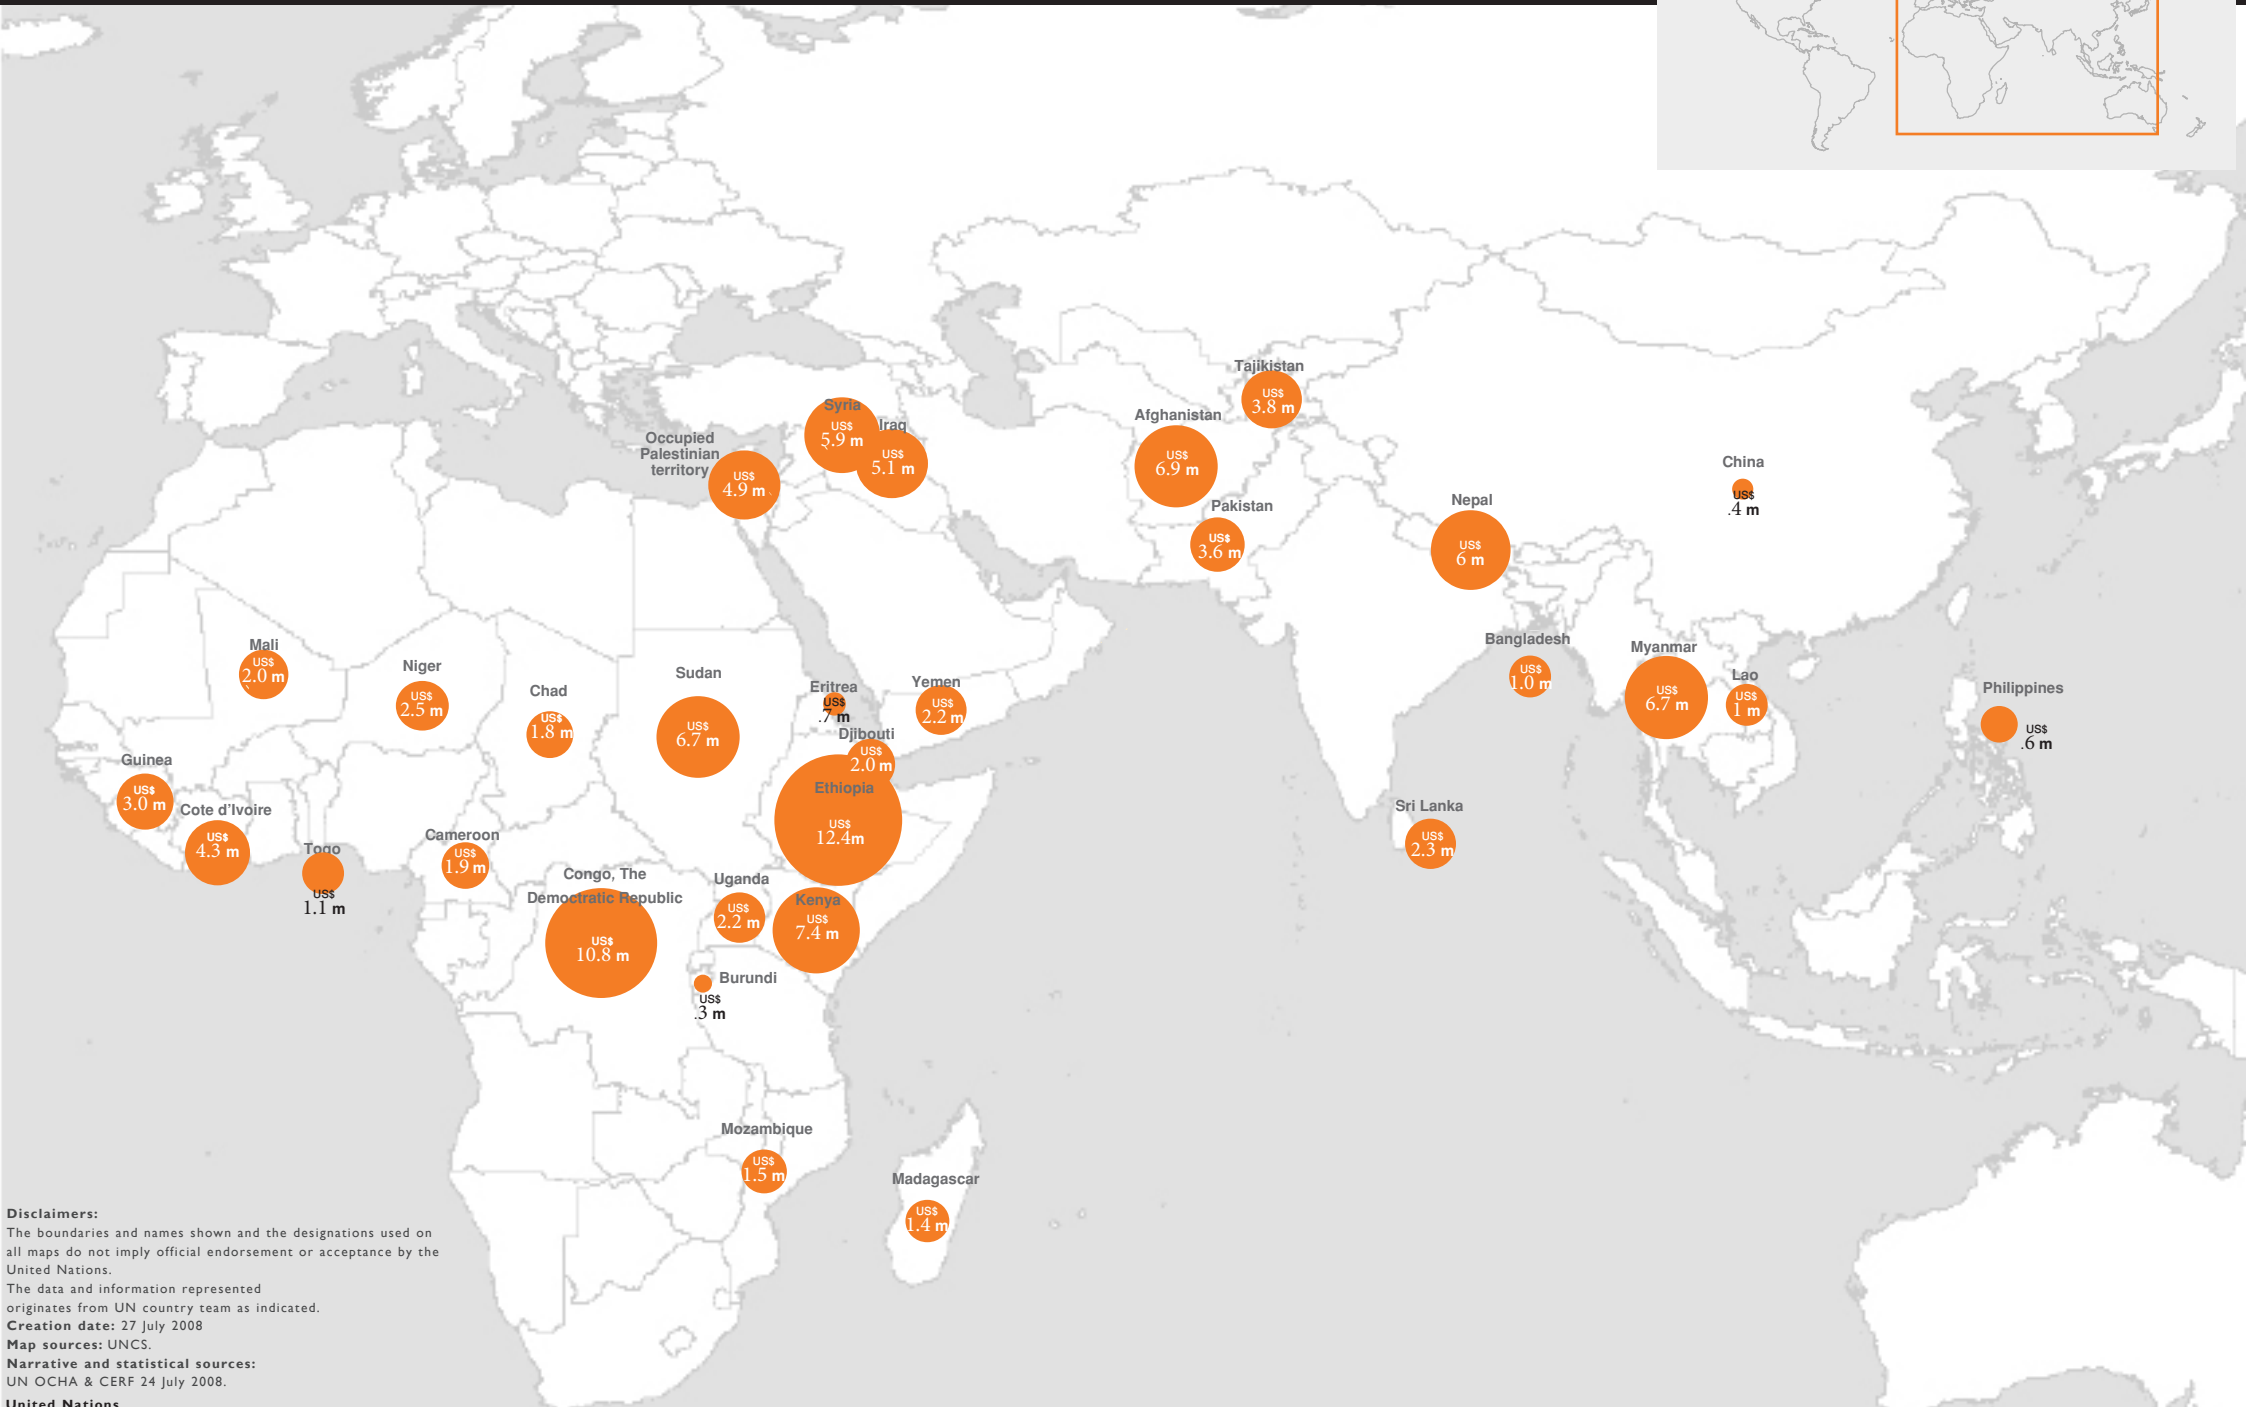 Tajikistan
US$
3.8 m
Syria
US$
5.9 m
Iraq
US$
5.1 m
Afghanistan
US$
6.9 m
Occupied
Palestinian
territory
US$
4.9 m
China
US$
.4 m
Pakistan
US$
3.6 m
Nepal
US$
6 m
Mali
US$
2.0 m
Niger
US$
2.5 m
Chad
US$
1.8 m
Sudan
US$
6.7 m
Eritrea
US$
.7 m
Yemen
US$
2.2 m
Bangladesh
US$
1.0 m
Myanmar
US$
6.7 m
Lao
US$
1 m
Philippines
US$
.6 m
Djibouti
US$
2.0 m
Guinea
US$
3.0 m
Cote d'Ivoire
US$
4.3 m
Togo
US$
1.1 m
Cameroon
US$
1.9 m
Ethiopia
US$
12.4m
Sri Lanka
US$
2.3 m
Congo, The
Democtratic Republic
US$
10.8 m
Uganda
US$
2.2 m
Kenya
US$
7.4 m
Burundi
US$
.3 m
Mozambique
US$
1.5 m
Madagascar
US$
1.4 m
Disclaimers:
The boundaries and names shown and the designations used on
all maps do not imply official endorsement or acceptance by the
United Nations.
The data and information represented
originates from UN country team as indicated.
Creation date: 27 July 2008
Map sources: UNCS.
Narrative and statistical sources:
UN OCHA & CERF 24 July 2008.
United Nations